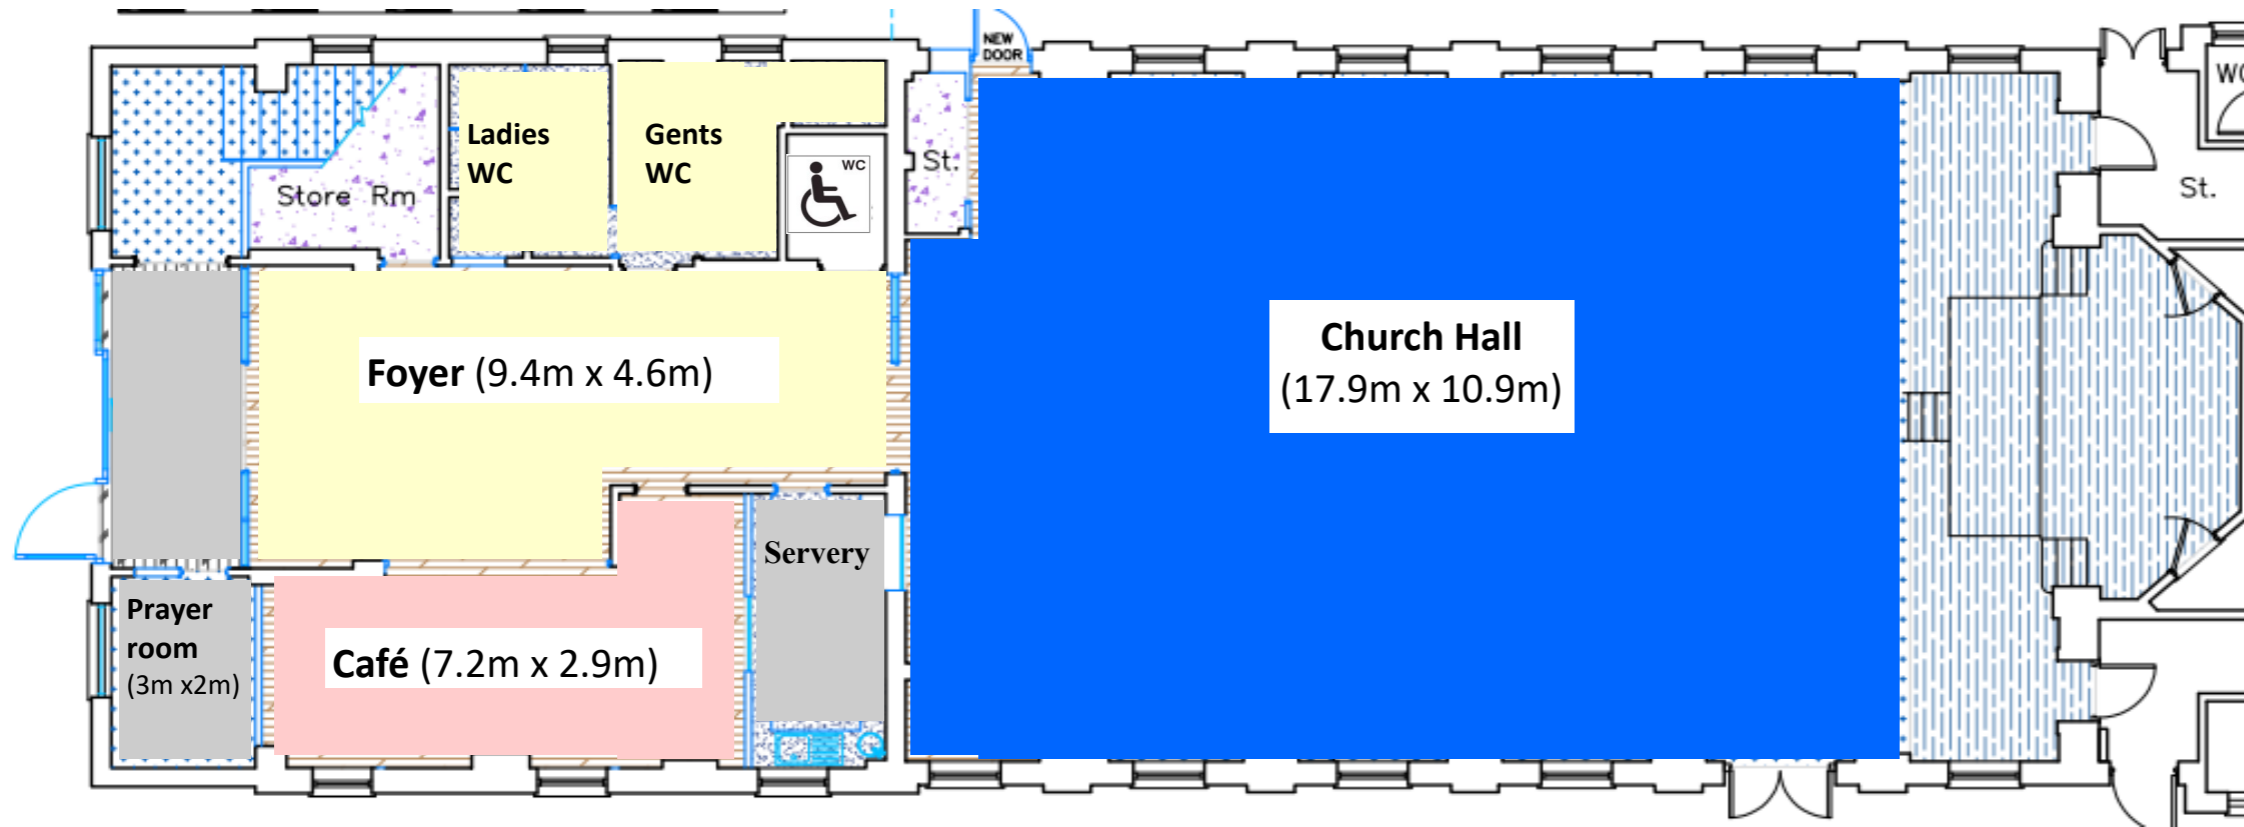 NEW
DOOR
WC
Ladies
WC
Gents
WC
WC
St.
Store Rm
St.
Church Hall
(17.9m x 10.9m)
Foyer (9.4m x 4.6m)
Servery
Prayer
room
(3m x2m)
Café (7.2m x 2.9m)